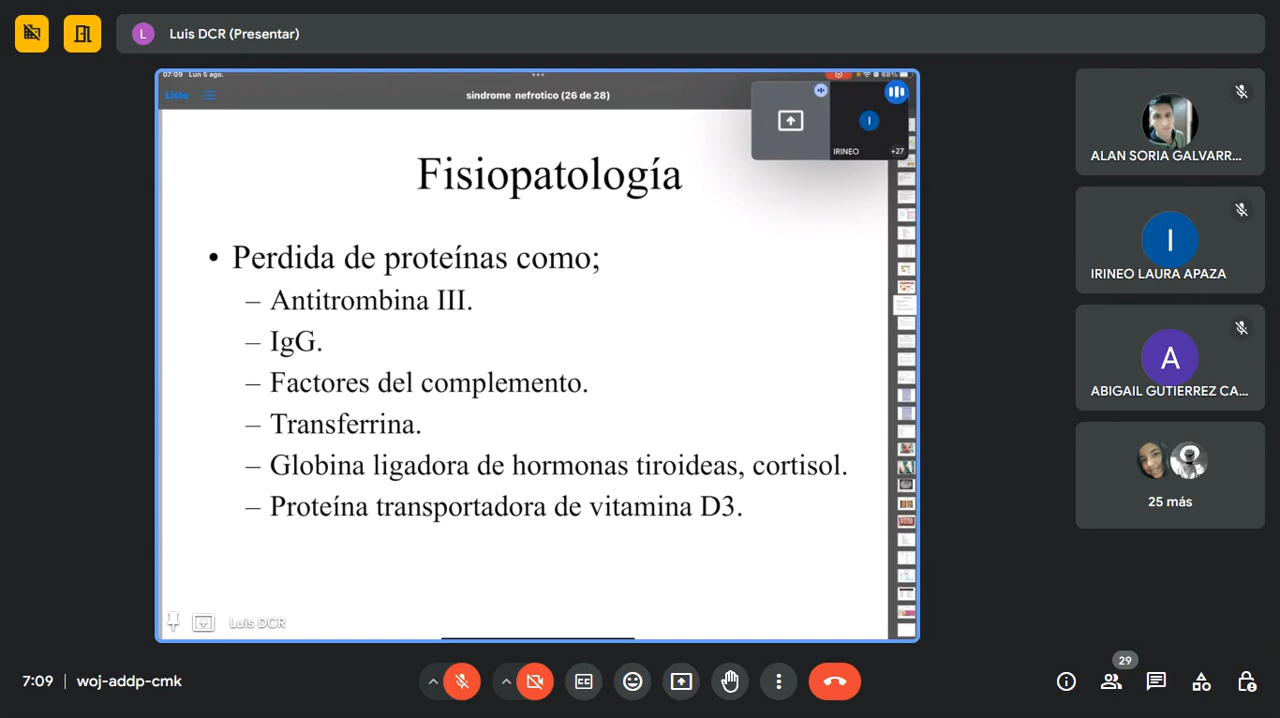 L Luis DCR (Presentar)
07:09 Lun 5 ago.
68%
Listo
sindrome nefrotico (26 de 28)
I
IRINEO
+27
Fisiopatología
• Perdida de proteínas como;
– Antitrombina III.
– IgG.
– Factores del complemento.
– Transferrina.
– Globina ligadora de hormonas tiroideas, cortisol.
– Proteína transportadora de vitamina D3.
Luis DCR
ALAN SORIA GALVARR...
I
IRINEO LAURA APAZA
A
ABIGAIL GUTIERREZ CA...
25 más
7:09 | woj-addp-cmk
29